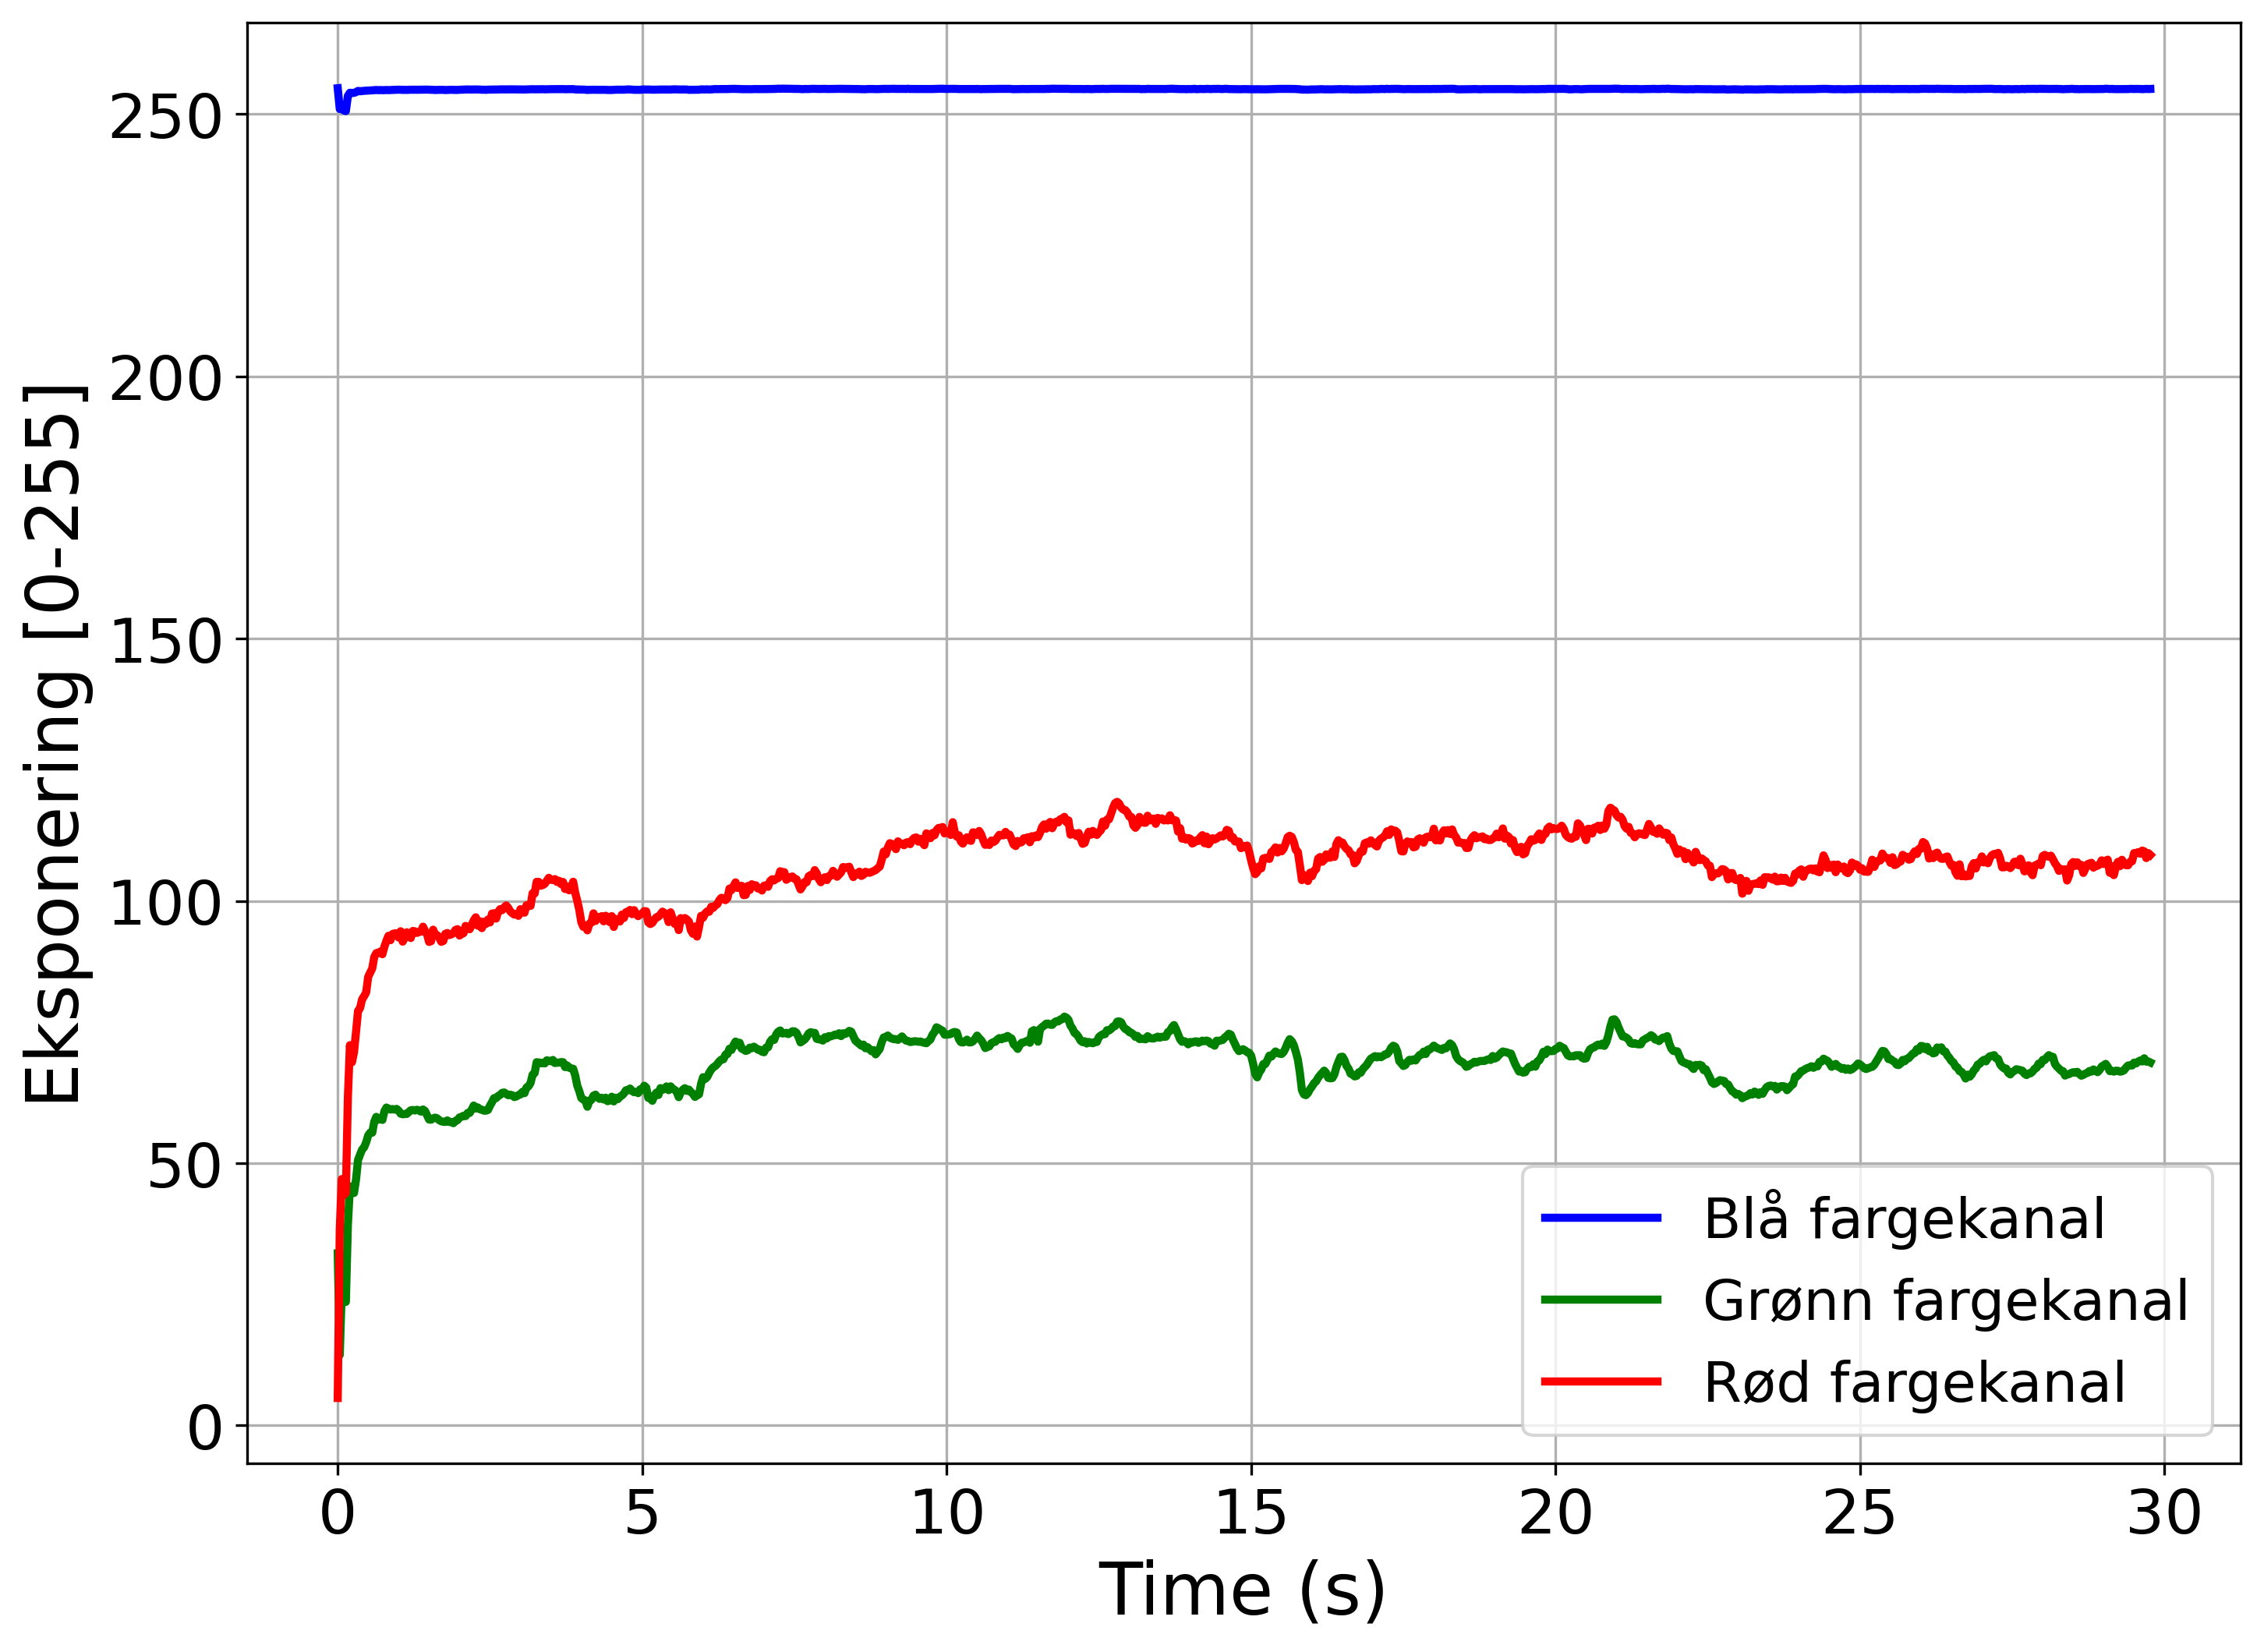 Eksponering [0-255]
250
200
150
100
50
0
Blå fargekanal
Grønn fargekanal
Rød fargekanal
0 5 10 15 20 25 30
Time (s)